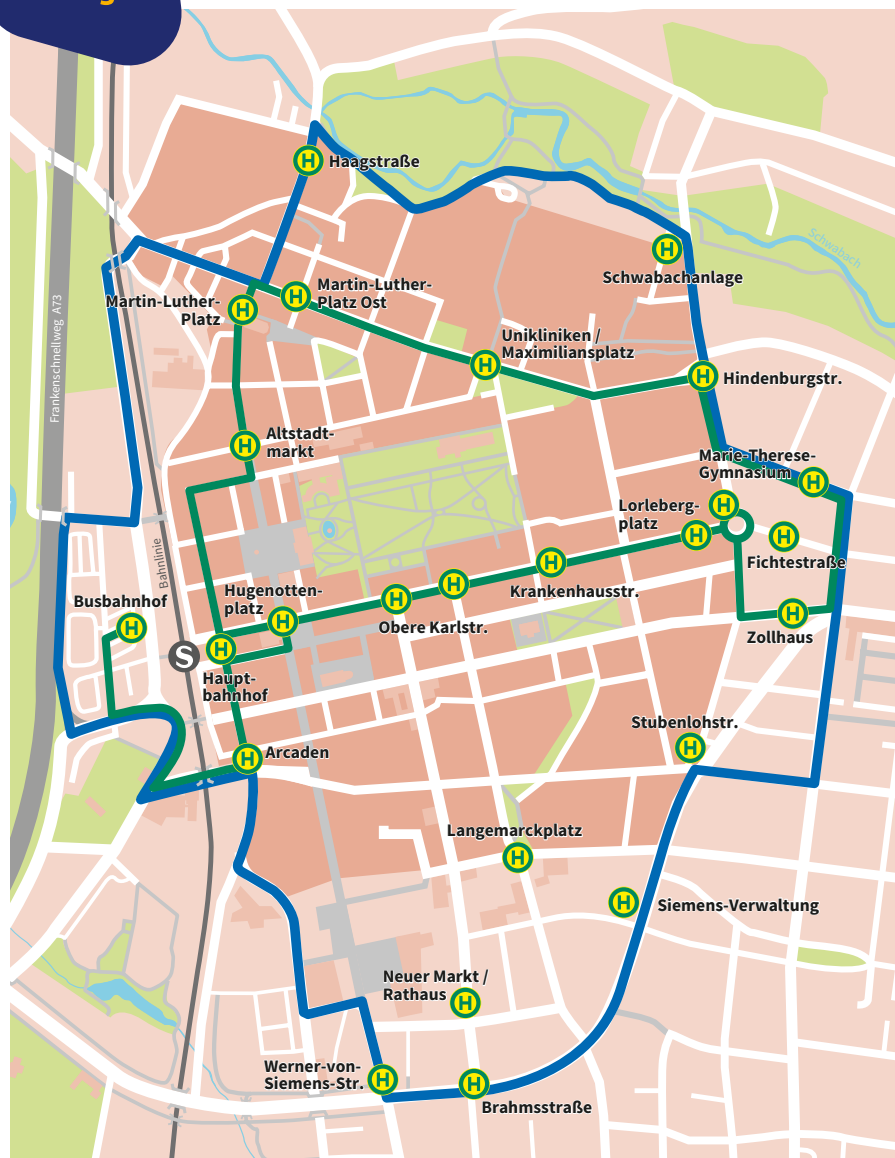 g
H Haagstraße
Schwabach
H
Schwabachanlage
Martin-Luther-
Platz
H
H
Martin-Luther-
Platz Ost
Frankenschnellweg A73
Unikliniken /
Maximiliansplatz
H
H Hindenburgstr.
H
Altstadt-
markt
Marie-Therese-
Gymnasium H
Lorleberg-
platz
H
H
H
Fichtestraße
Bahnlinie
H
Krankenhausstr.
Busbahnhof
H
Hugenotten-
platz
H
H
H
Obere Karlstr.
H
Zollhaus
S
H
Haupt-
bahnhof
Stubenlohstr.
H
H Arcaden
Langemarckplatz
H
H Siemens-Verwaltung
Neuer Markt /
Rathaus
H
Werner-von-
Siemens-Str.
H
H
Brahmsstraße